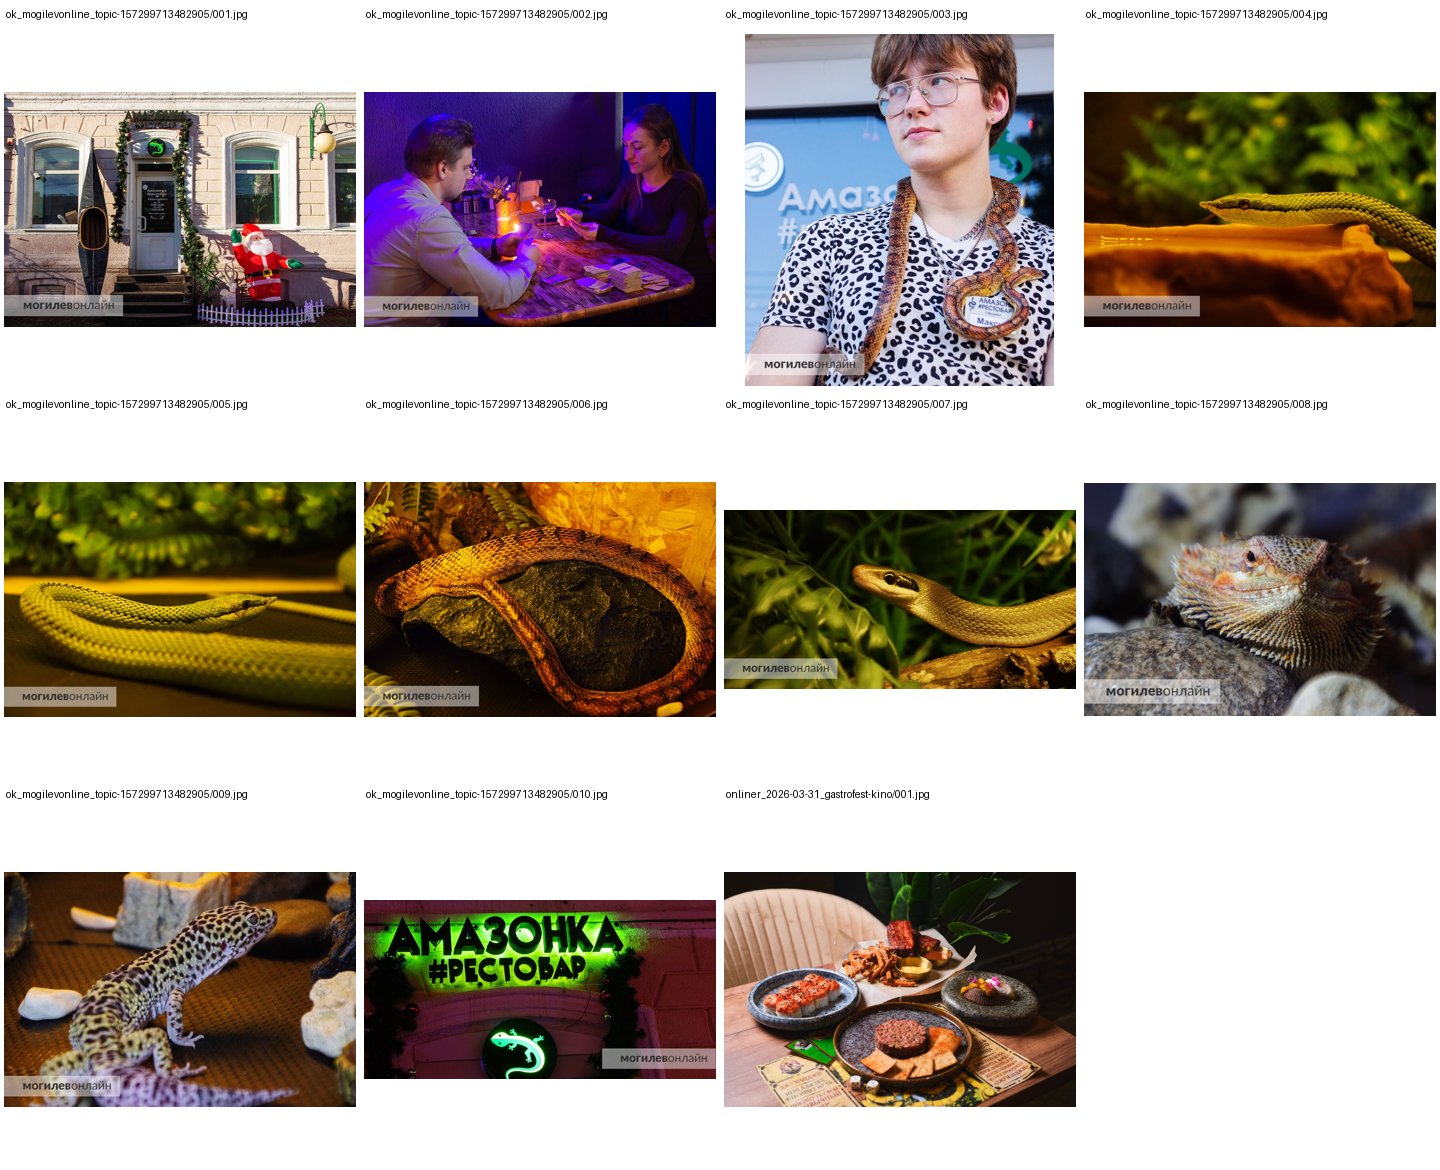 ok_mogilevonline_topic-157299713482905/001.jpg
ok_mogilevonline_topic-157299713482905/002.jpg
ok_mogilevonline_topic-157299713482905/003.jpg
ok_mogilevonline_topic-157299713482905/004.jpg
АМАЗОНКА
могилевонлайн
могилевонлайн
Амазо
#
АМАЗОН
#РЕСТОБАР
могилевонлайн
могилевонлайн
ok_mogilevonline_topic-157299713482905/005.jpg
ok_mogilevonline_topic-157299713482905/006.jpg
ok_mogilevonline_topic-157299713482905/007.jpg
ok_mogilevonline_topic-157299713482905/008.jpg
могилевонлайн
могилевонлайн
могилевонлайн
могилевонлайн
ok_mogilevonline_topic-157299713482905/009.jpg
ok_mogilevonline_topic-157299713482905/010.jpg
onliner_2026-03-31_gastrofest-kino/001.jpg
могилевонлайн
АМАЗОНКА
#РЕСТОБАР
могилевонлайн